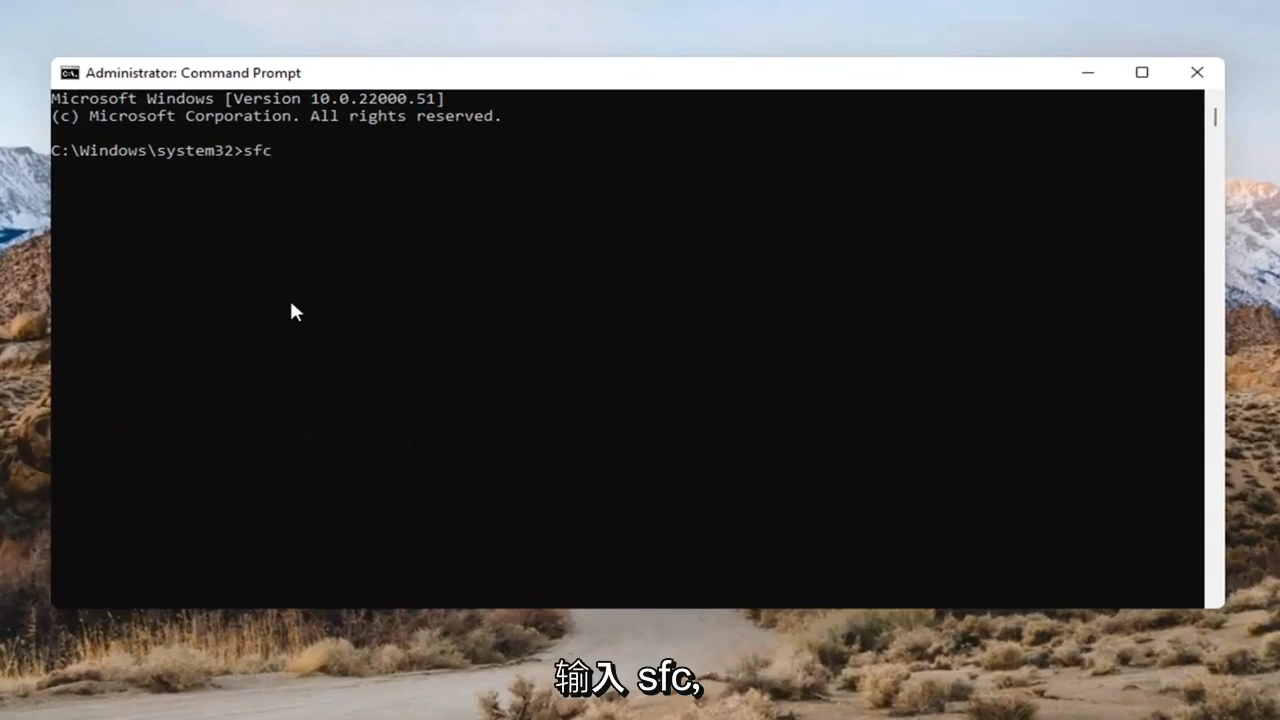 Administrator: Command Prompt
Microsoft Windows [Version 10.0.22000.51]
(c) Microsoft Corporation. All rights reserved.
C:\Windows\system32>sfc
输入 sfc,